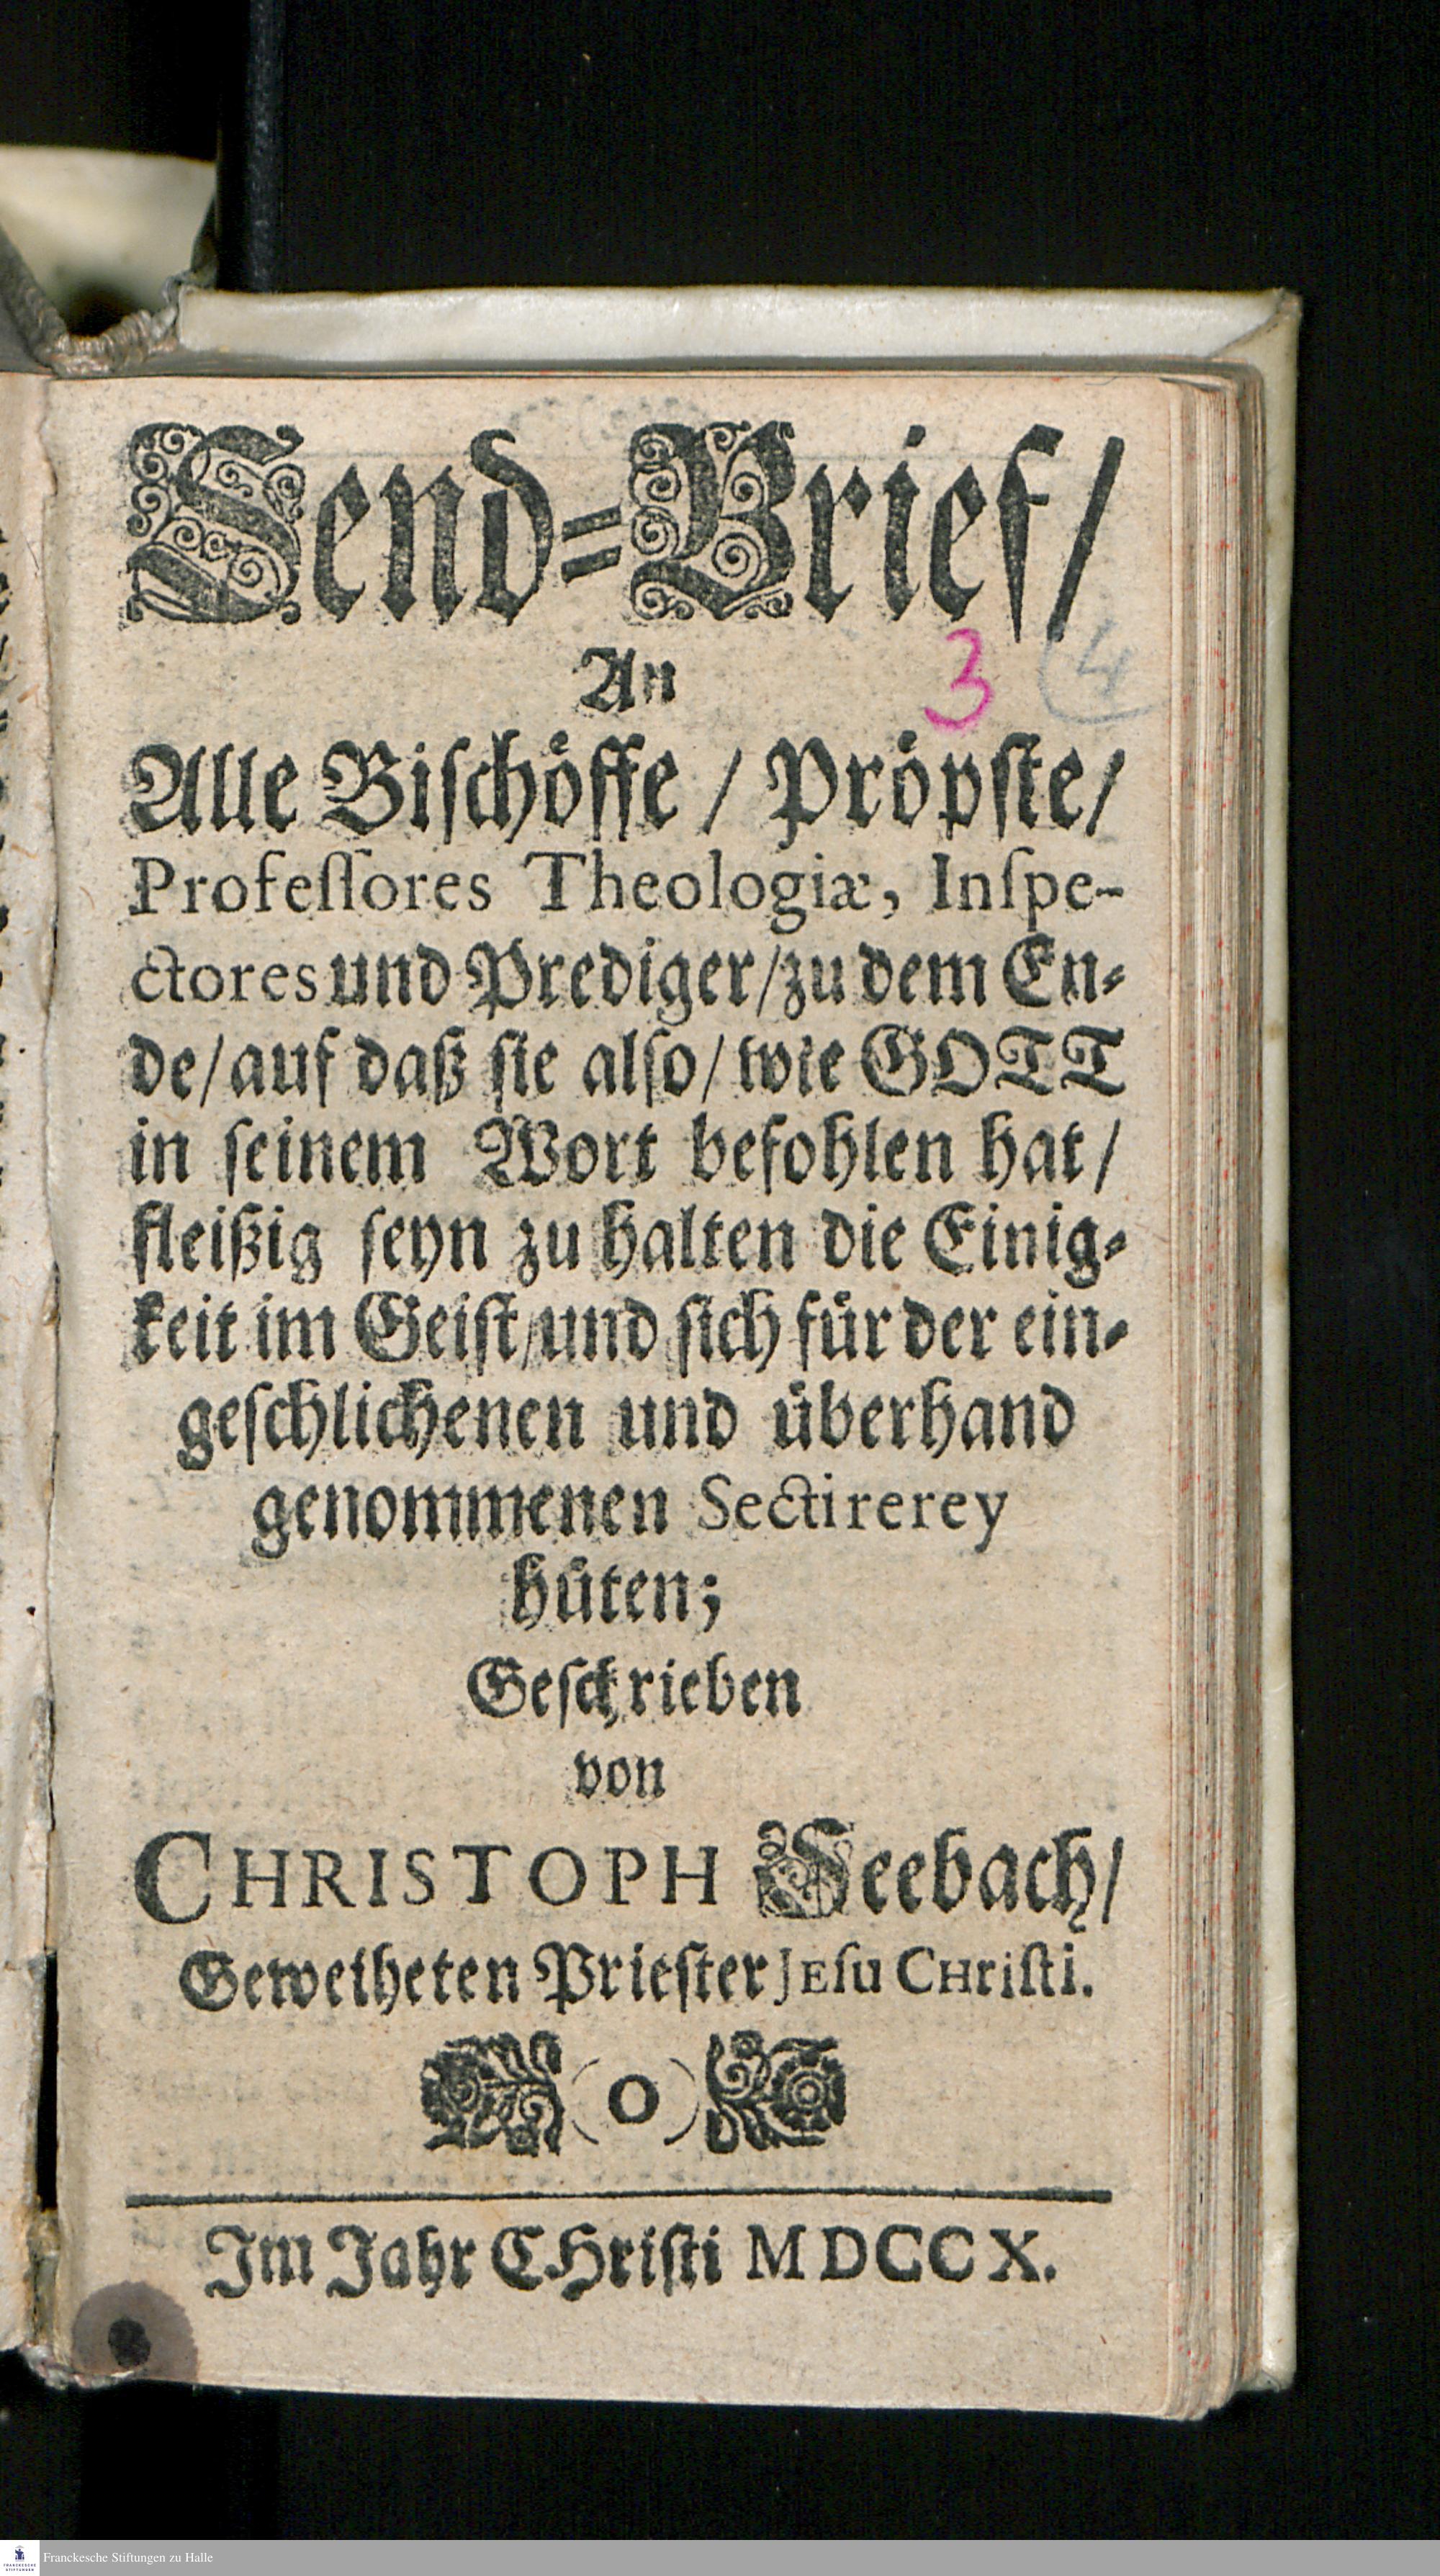 Send-Brief/
An
3 4
Alle Bischöffe / Pröpste/
Professores Theologiæ, Inspe-
ctores und Prediger/ zu dem En-
de/ auf daß sie also/ wie GOTT
in seinem Wort befohlen hat/
fleißig seyn zu halten die Einig-
keit im Geist/ und sich für der ein-
geschlichenen und überhand
genommenen Sectirerey
hüten;
Geschrieben
von
CHRISTOPH Seebach/
Geweiheten Priester JEsu CHristi.
(o)
Im Jahr CHristi MDCCX.
Franckesche Stiftungen zu Halle